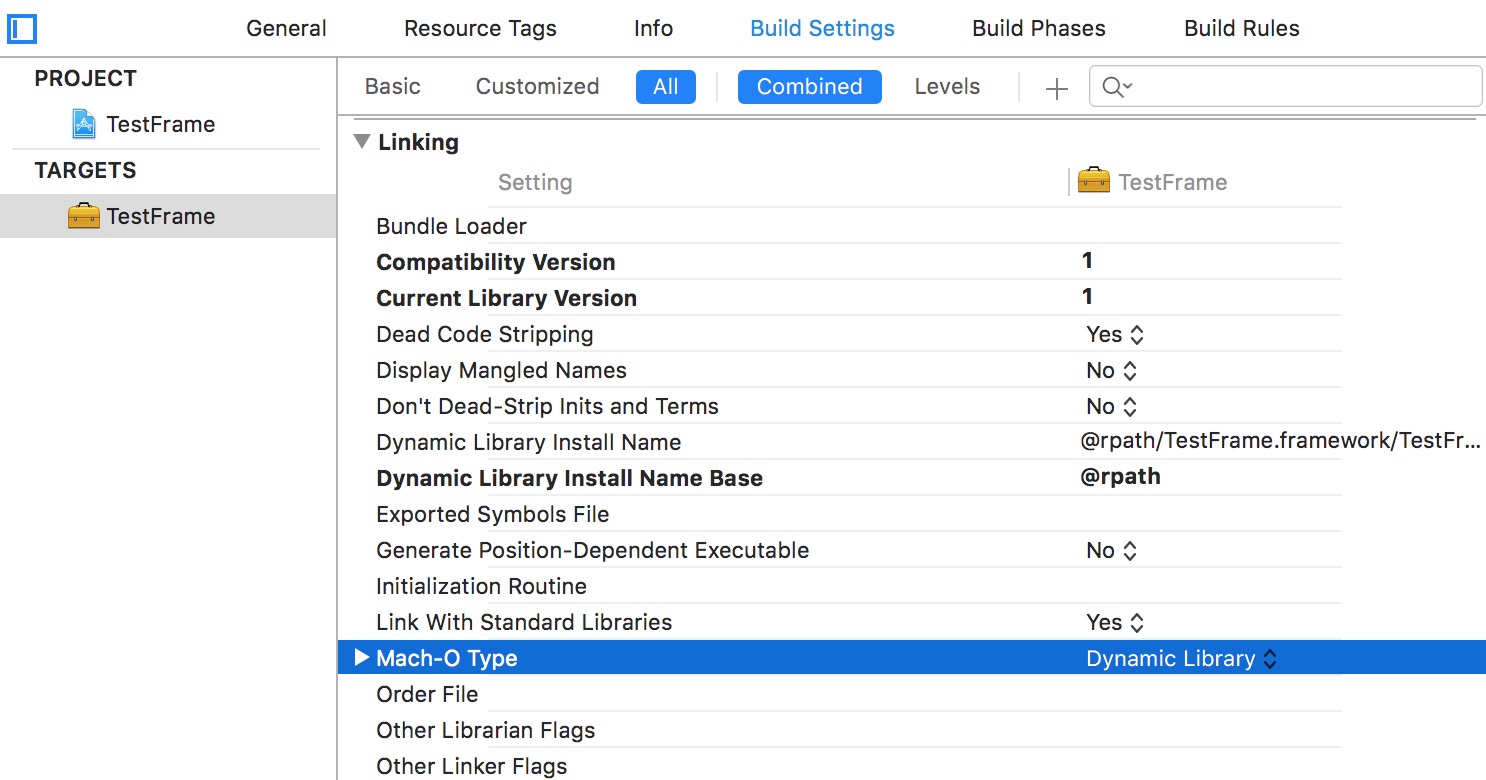 General Resource Tags Info Build Settings Build Phases Build Rules
PROJECT
TestFrame
TARGETS
TestFrame
Basic Customized All Combined Levels
Linking
Setting TestFrame
Bundle Loader
Compatibility Version 1
Current Library Version 1
Dead Code Stripping Yes
Display Mangled Names No
Don't Dead-Strip Inits and Terms No
Dynamic Library Install Name @rpath/TestFrame.framework/TestFr...
Dynamic Library Install Name Base @rpath
Exported Symbols File
Generate Position-Dependent Executable No
Initialization Routine
Link With Standard Libraries Yes
Mach-O Type Dynamic Library
Order File
Other Librarian Flags
Other Linker Flags